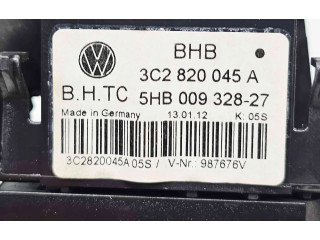 BHB
3C2 820 045 A
B.H.TC 5HB 009 328-27
Made in Germany 13.01.12 K: 05S
3C2820045A 05S / V-Nr.: 987676V